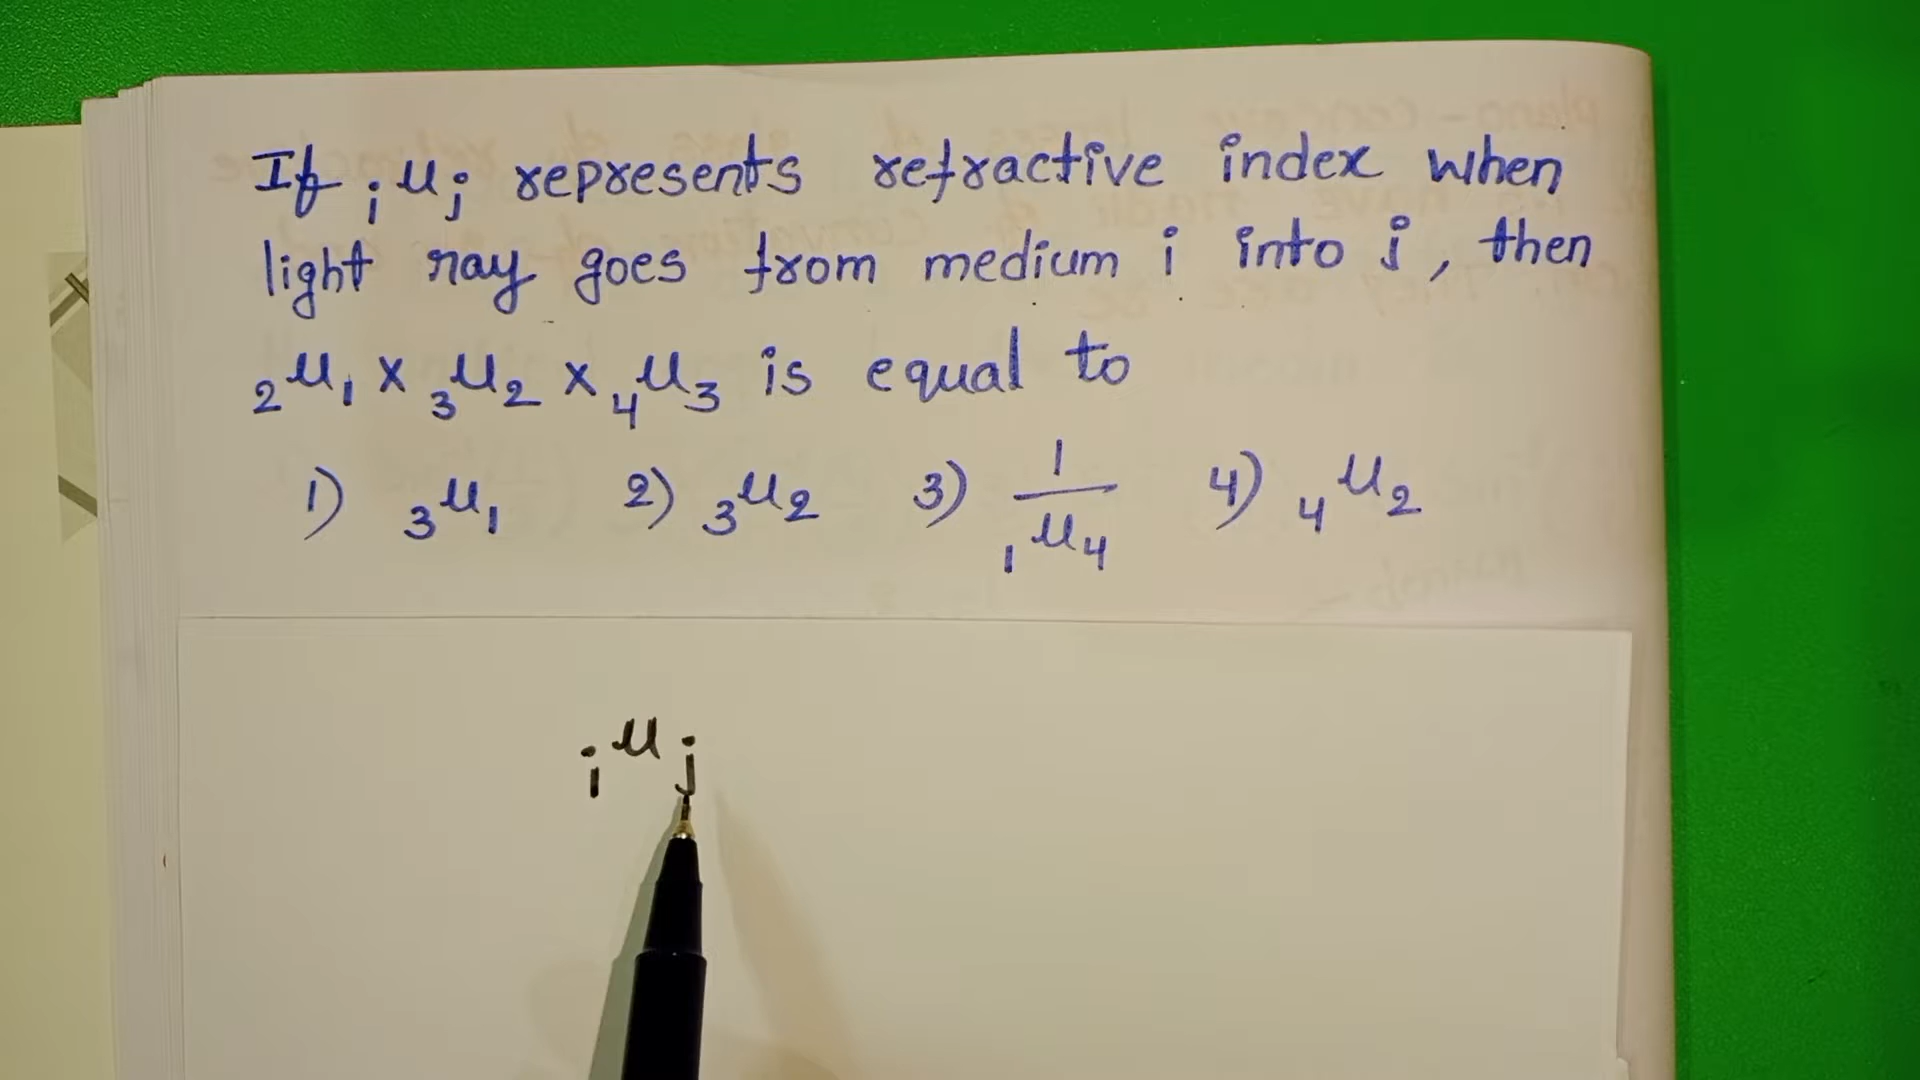 If ᵢμⱼ represents refractive index when
light ray goes from medium i into j, then
₂μ₁ × ₃μ₂ × ₄μ₃ is equal to
1) ₃μ₁ 2) ₃μ₂ 3) 1/₁μ₄ 4) ₄μ₂
ᵢμⱼ